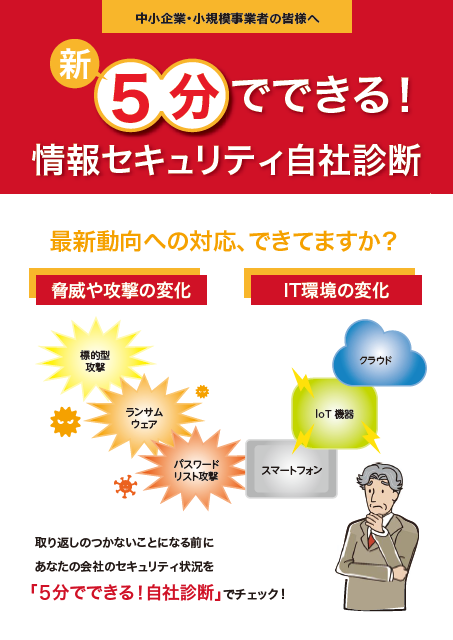 中小企業・小規模事業者の皆様へ
新
5分でできる！
情報セキュリティ自社診断
最新動向への対応、できてますか？
脅威や攻撃の変化
IT環境の変化
標的型
攻撃
ランサム
ウェア
パスワード
リスト攻撃
クラウド
IoT 機器
スマートフォン
取り返しのつかないことになる前に
あなたの会社のセキュリティ状況を
「5分でできる！自社診断」でチェック！